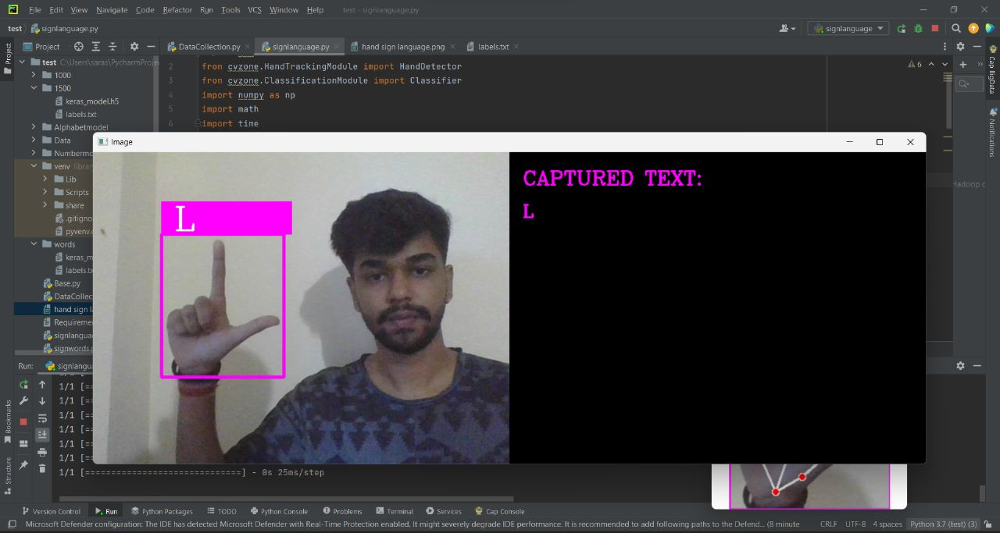 File Edit View Navigate Code Refactor Run Tools VCS Window Help test - signlanguage.py
test signlanguage.py signlanguage
Project DataCollection.py signlanguage.py hand sign language.png labels.txt
Project
test C:\Users\saras\PycharmProje
1000
1500
keras_model.h5
labels.txt
Alphabetmodel
Data
Numbermo
venv librar
Lib
Scripts
share
.gitigno
pyvenv.c
words
keras_m
labels.tx
Base.py
DataCollec
hand sign l
Requireme
signlangua
signwords.p
2 from cvzone.HandTrackingModule import HandDetector
3 from cvzone.ClassificationModule import Classifier
4 import numpy as np
5 import math
6 import time
6
Cap BigData
Notifications
Hadoop c
Image
L
CAPTURED TEXT:
L
Run: signlangua
1/1 [==
1/1 [==
1/1 [==
1/1 [==
1/1 [==
1/1 [==
1/1 [==============================] - 0s 25ms/step
Bookmarks
Structure
Version Control Run Python Packages TODO Python Console Problems Terminal Services Cap Console
Microsoft Defender configuration: The IDE has detected Microsoft Defender with Real-Time Protection enabled. It might severely degrade IDE performance. It is recommended to add following paths to the Defend... (8 minute CRLF UTF-8 4 spaces Python 3.7 (test) (3)